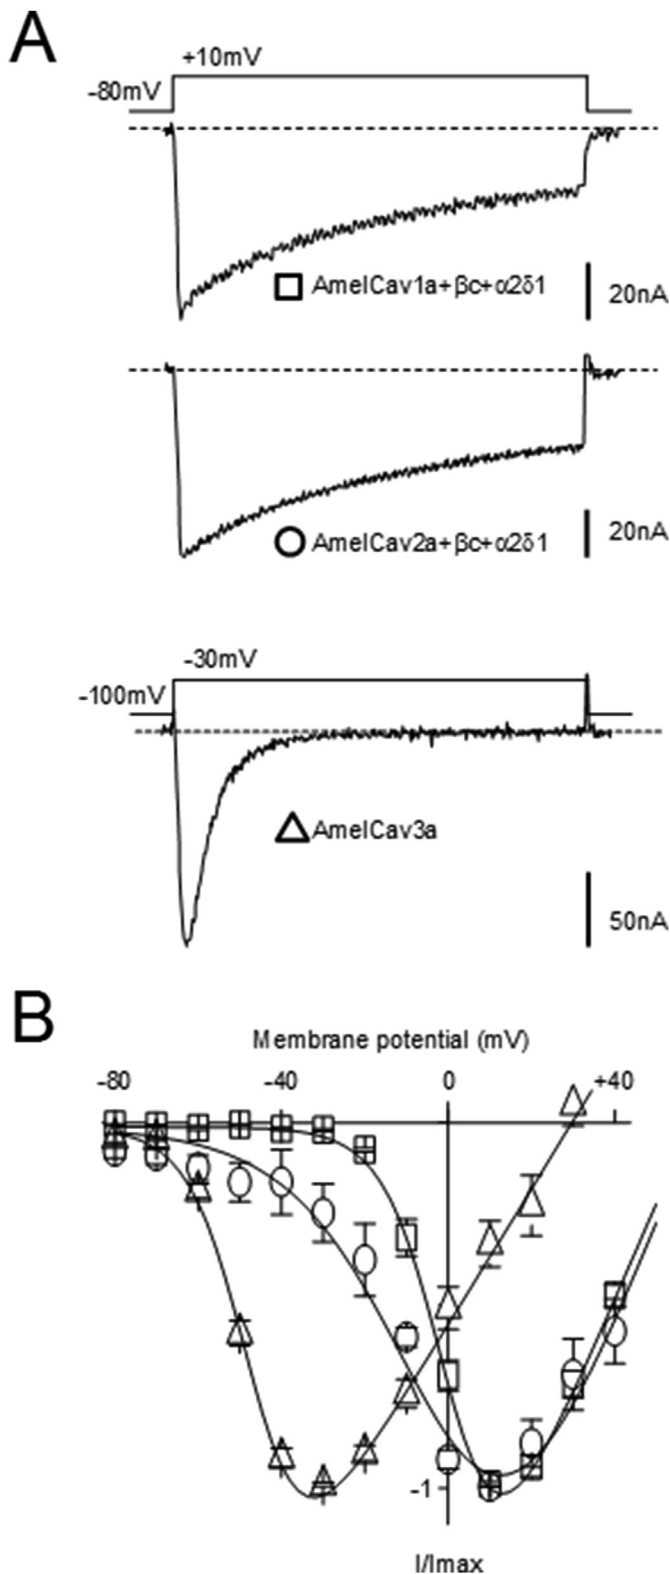 A
+10mV
-80mV
AmelCav1a+βc+α2δ1
20nA
AmelCav2a+βc+α2δ1
20nA
-30mV
-100mV
AmelCav3a
50nA
B
Membrane potential (mV)
-80 -40 0 +40
-1
I/Imax